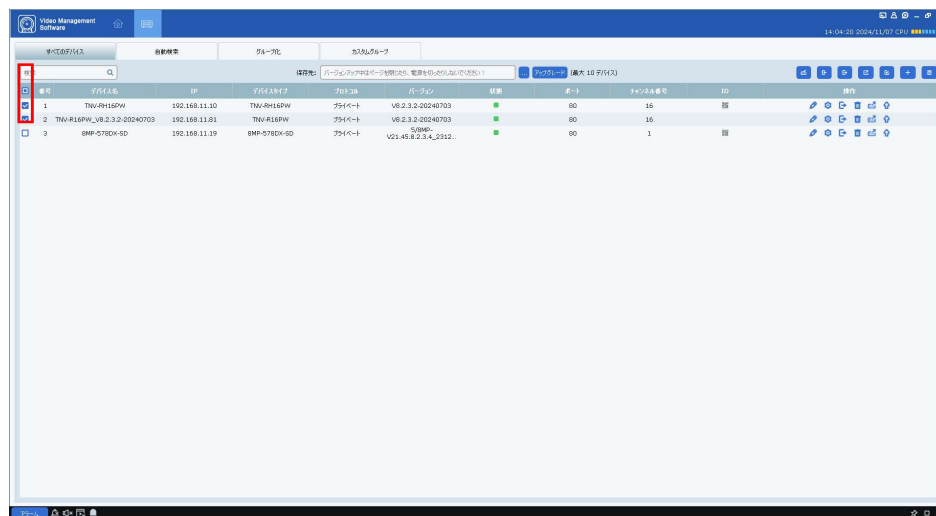 Video Management
Software
14:04:20 2024/11/07 CPU
すべてのデバイス 自動検索 グループ化 カスタムグループ
保存先: バージョンアップ中はページを閉じたり、電源を切ったりしないでください! ... アップグレード (最大 10 デバイス)
番号 デバイス名 IP デバイスタイプ プロトコル バージョン 状態 ポート チャンネル番号 ID 操作
1 TNV-RH16PW 192.168.11.10 TNV-RH16PW プライベート V8.2.3.2-20240703 80 16
2 TNV-R16PW_V8.2.3.2-20240703 192.168.11.81 TNV-R16PW プライベート V8.2.3.2-20240703 80 16
3 8MP-578DX-SD 192.168.11.19 8MP-578DX-SD プライベート S/8MP-
V21.45.8.2.3.4_2312... 80 1
アラーム